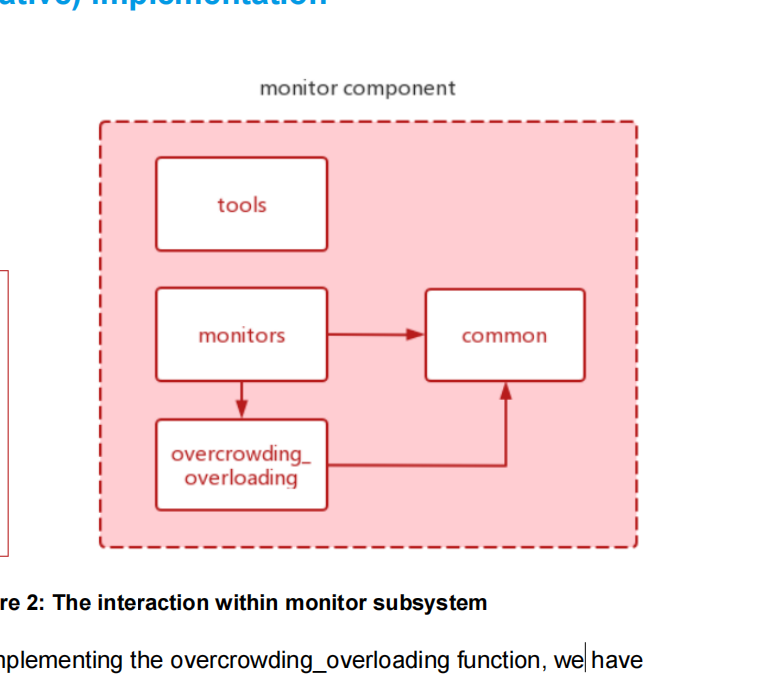 ative) Implementation
monitor component
tools
monitors
common
overcrowding_
overloading
re 2: The interaction within monitor subsystem
mplementing the overcrowding_overloading function, we have